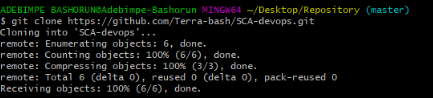 ADEBIMPE BASHORUN@Adebimpe-Bashorun MINGW64 ~/Desktop/Repository (master)
$ git clone https://github.com/Terra-bash/SCA-devops.git
Cloning into 'SCA-devops'...
remote: Enumerating objects: 6, done.
remote: Counting objects: 100% (6/6), done.
remote: Compressing objects: 100% (3/3), done.
remote: Total 6 (delta 0), reused 0 (delta 0), pack-reused 0
Receiving objects: 100% (6/6), done.